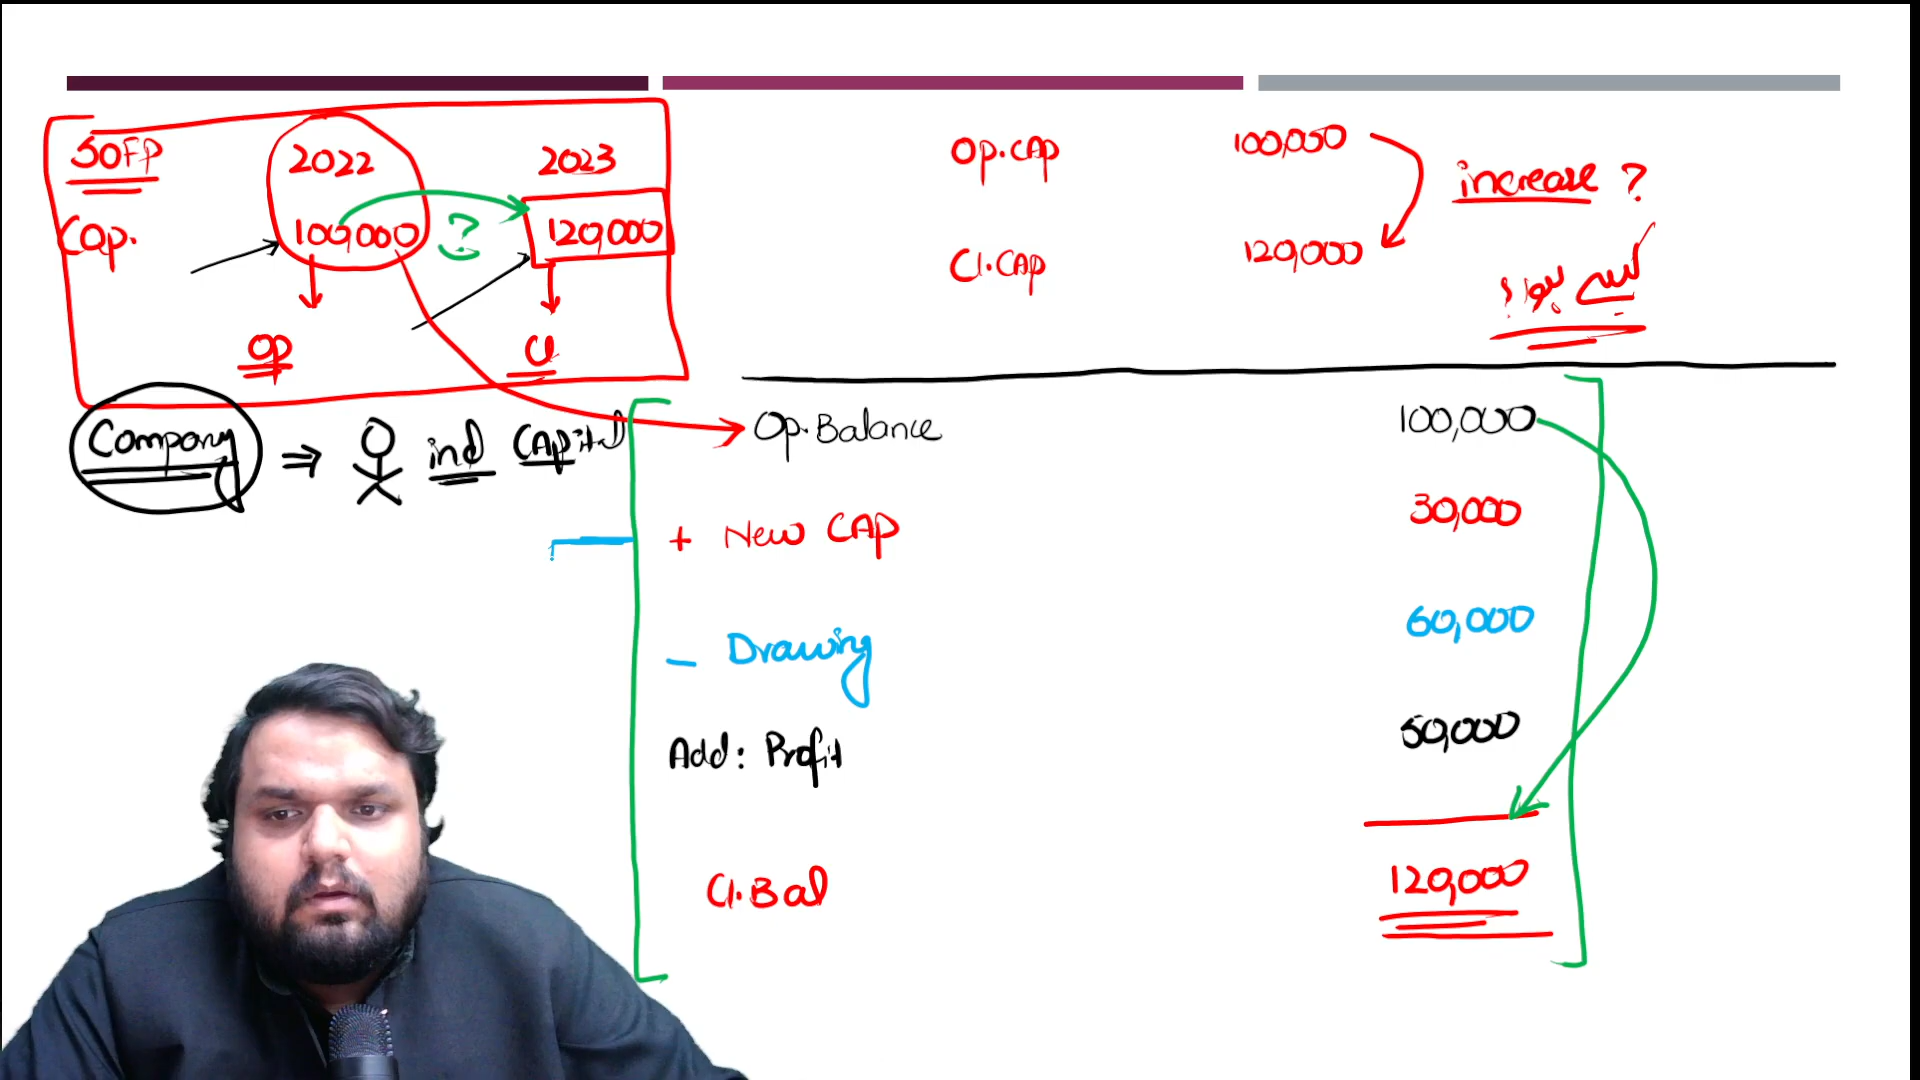 SOFP 2022 2023
Cap. 100,000 ? 120,000
OP Cl
Op.CAP 100,000
increase ?
Cl.CAP 120,000
کیسے ہوا؟
Company ⇒ ind CApital
Op.Balance 100,000
+ New CAP 30,000
– Drawing 60,000
Add: Profit 50,000
Cl.Bal 120,000